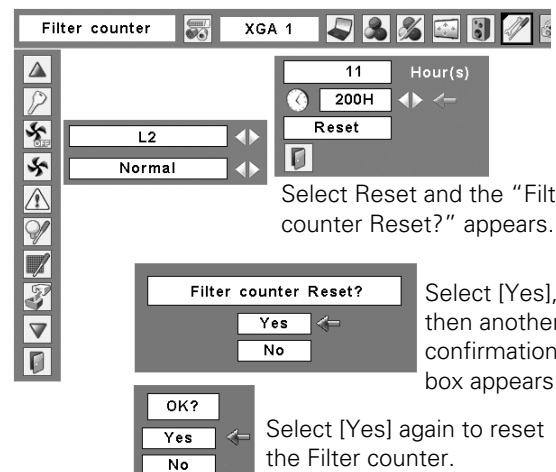 Filter counter
XGA 1
11 Hour(s)
200H
Reset
OFF
L2
Normal
Select Reset and the “Filt
counter Reset?” appears.
Filter counter Reset?
Yes
No
Select [Yes],
then another
confirmation
box appears
OK?
Yes
No
Select [Yes] again to reset
the Filter counter.